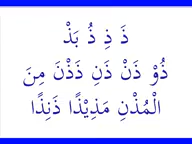 ذَ ذِ ذُ بَذْ
ذُوْ ذَنْ ذَنِ ذَذْنَ مِنَ
الْمُذْنِ مَذِيْذًا ذَنِذًا